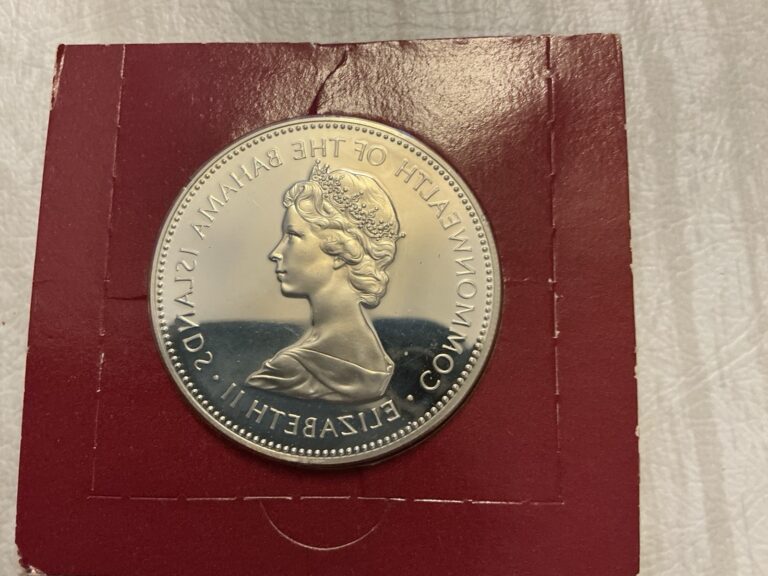 COMMONWEALTH OF THE BAHAMA ISLANDS ·
ELIZABETH II ·